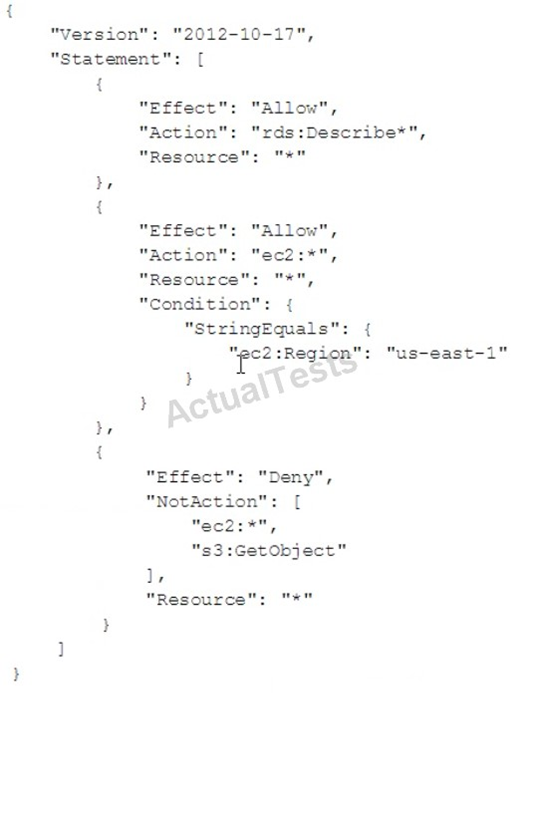 {
"Version": "2012-10-17",
"Statement": [
{
"Effect": "Allow",
"Action": "rds:Describe*",
"Resource": "*"
},
{
"Effect": "Allow",
"Action": "ec2:*",
"Resource": "*",
"Condition": {
"StringEquals": {
"ec2:Region": "us-east-1"
}
}
},
{
"Effect": "Deny",
"NotAction": [
"ec2:*",
"s3:GetObject"
],
"Resource": "*"
}
]
}
ActualTests